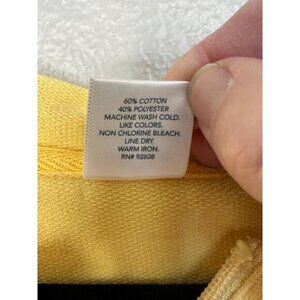 60% COTTON
40% POLYESTER
MACHINE WASH COLD.
LIKE COLORS.
NON CHLORINE BLEACH.
LINE DRY.
WARM IRON.
RN# 92608